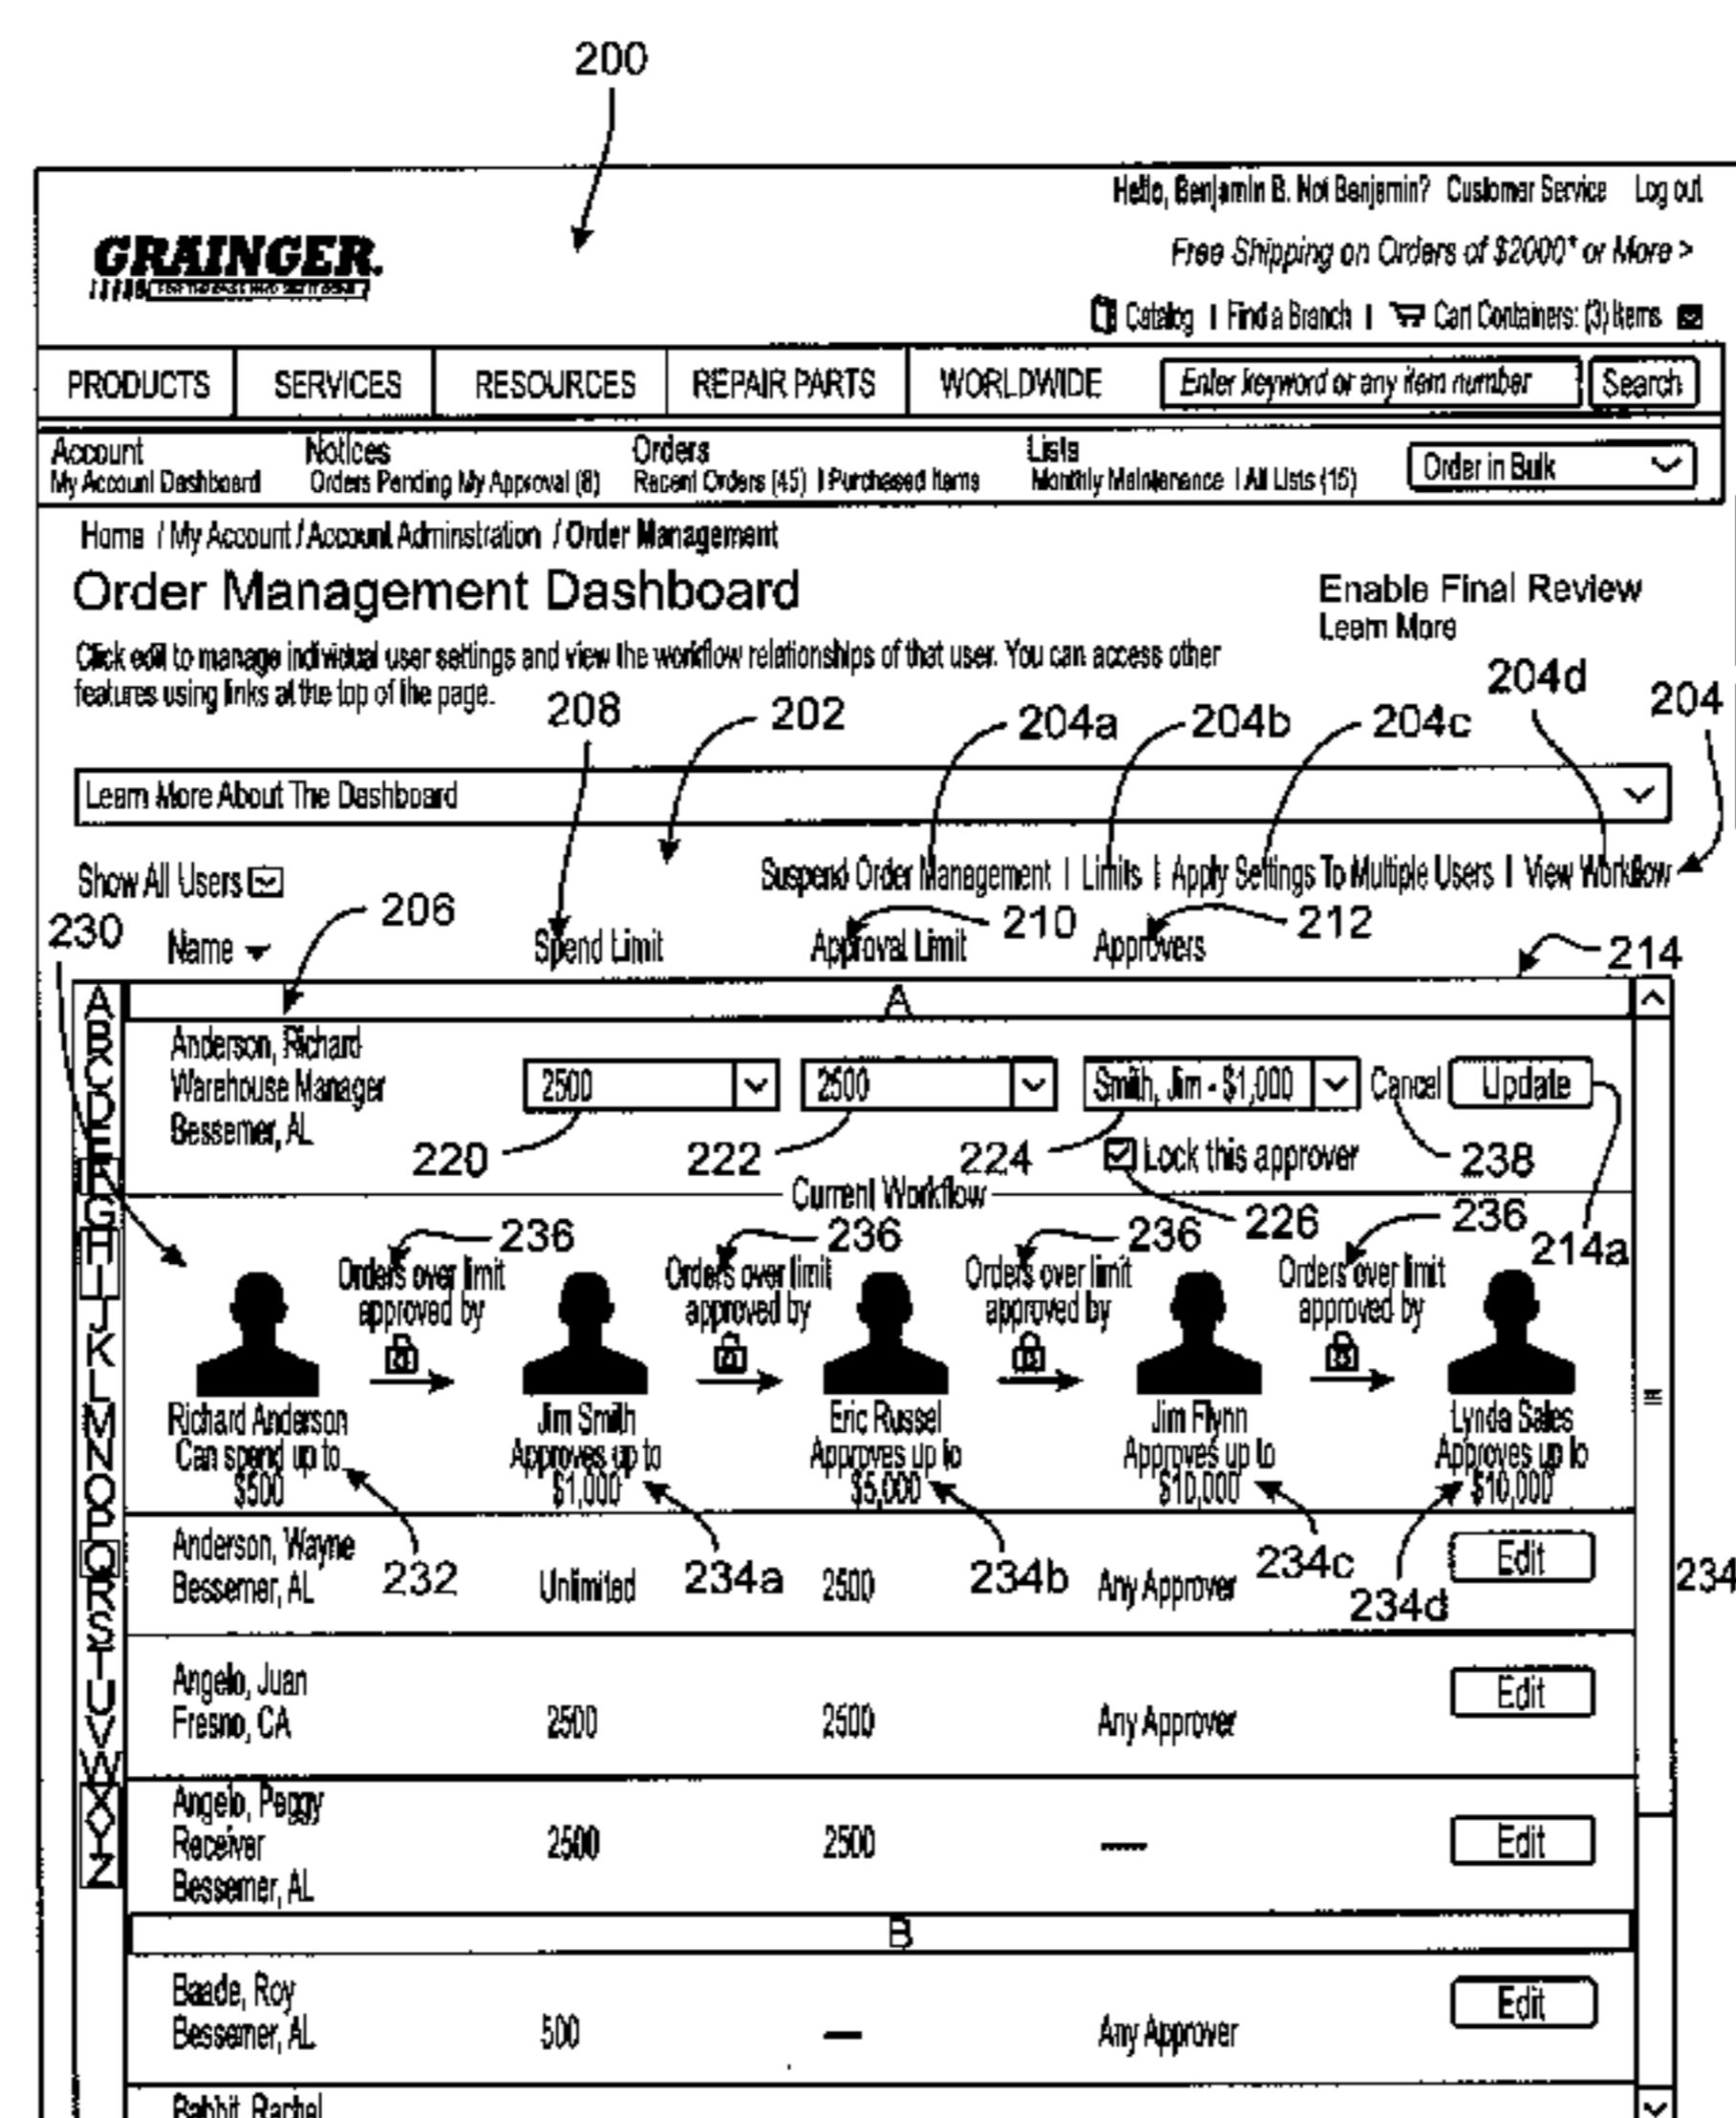 200
Hello, Benjamin B. Not Benjamin? Customer Service Log out
GRAINGER.
Free Shipping on Orders of $2000* or More >
Catalog | Find a Branch | Cart Containers: (3) Items
PRODUCTS SERVICES RESOURCES REPAIR PARTS WORLDWIDE Enter keyword or any item number Search
Account Notices Orders Lists
My Account Dashboard Orders Pending My Approval (8) Recent Orders (45) | Purchased Items Monthly Maintenance | All Lists (15) Order in Bulk
Home / My Account / Account Adminstration / Order Management
Order Management Dashboard
Enable Final Review
Learn More
Click edit to manage individual user settings and view the workflow relationships of that user. You can access other
features using links at the top of the page.
208 202 204a 204b 204c 204d 204
Learn More About The Dashboard
Show All Users
Suspend Order Management | Limits | Apply Settings To Multiple Users | View Workflow
230 206 210 212 214
Name Spend Limit Approval Limit Approvers
A B C D E F G H I J K L M N O P Q R S T U V W X Y Z
A
Anderson, Richard
Warehouse Manager 2500 2500 Smith, Jim - $1,000 Cancel Update
Bessemer, AL
220 222 224 Lock this approver 238
Current Workflow
226 214a
236 236 236 236
Orders over limit Orders over limit Orders over limit Orders over limit
approved by approved by approved by approved by
Richard Anderson Jim Smith Eric Russel Jim Flynn Lynda Sales
Can spend up to Approves up to Approves up to Approves up to Approves up to
$500 $1,000 $5,000 $10,000 $10,000
232 234a 234b 234c 234d 234
Anderson, Wayne Edit
Bessemer, AL Unlimited 2500 Any Approver
Angelo, Juan Edit
Fresno, CA 2500 2500 Any Approver
Angelo, Peggy
Receiver 2500 2500 — Edit
Bessemer, AL
B
Baade, Roy Edit
Bessemer, AL 500 — Any Approver
Babbit, Rachel